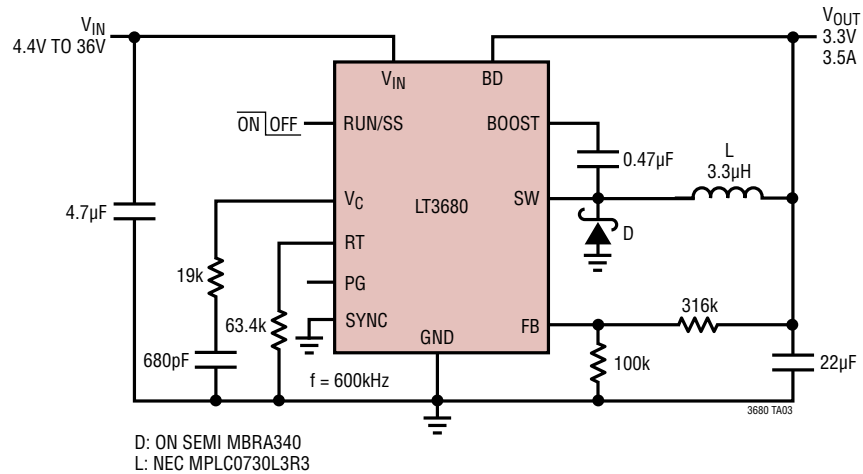 VIN
4.4V TO 36V
VOUT
3.3V
3.5A
VIN
BD
ON OFF
RUN/SS
BOOST
0.47µF
L
3.3µH
4.7µF
VC
LT3680
SW
D
19k
RT
PG
63.4k
SYNC
FB
316k
GND
680pF
f = 600kHz
100k
22µF
3680 TA03
D: ON SEMI MBRA340
L: NEC MPLC0730L3R3